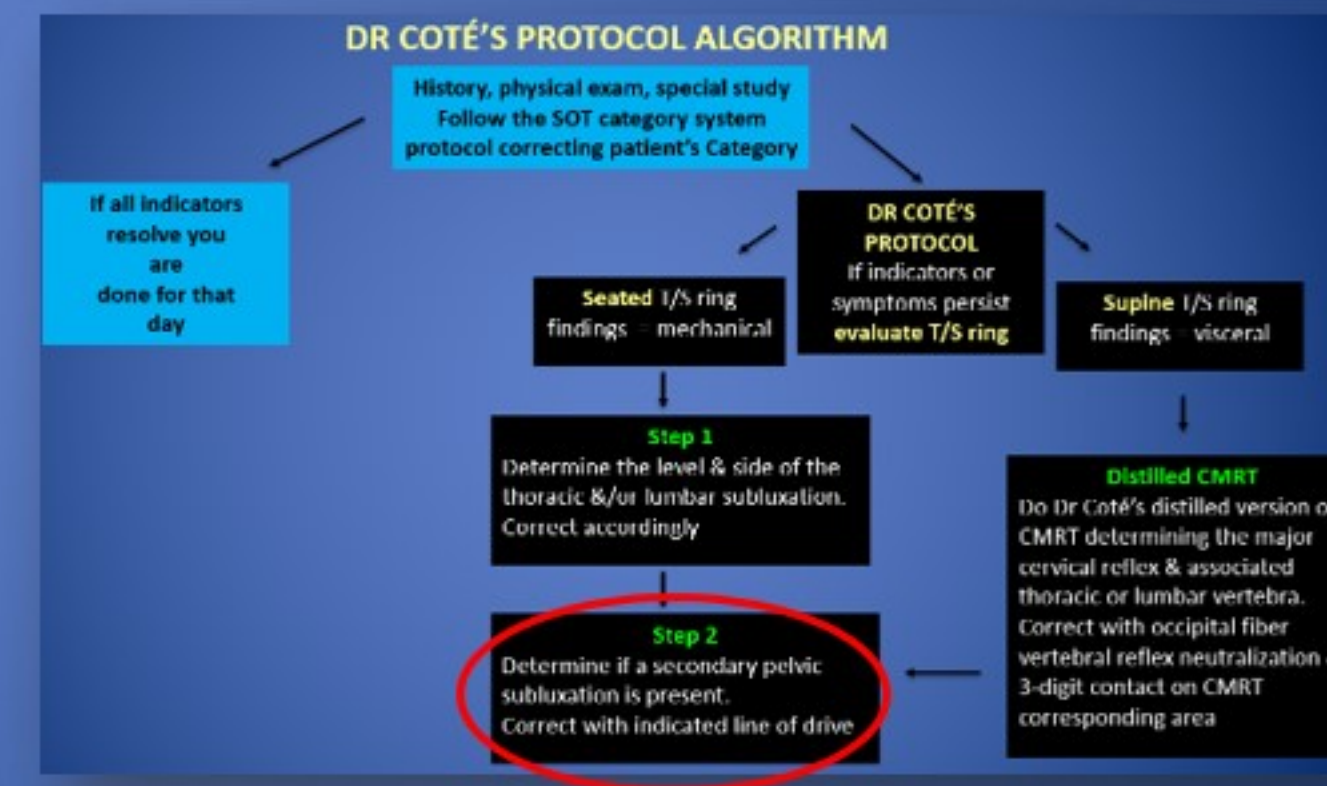 DR COTÉ'S PROTOCOL ALGORITHM
History, physical exam, special study
Follow the SOT category system
protocol correcting patient's Category
If all indicators
resolve you
are
done for that
day
DR COTÉ'S
PROTOCOL
If indicators or
symptoms persist
evaluate T/S ring
Seated T/S ring
findings = mechanical
Supine T/S ring
findings = visceral
Step 1
Determine the level & side of the
thoracic &/or lumbar subluxation.
Correct accordingly
Step 2
Determine if a secondary pelvic
subluxation is present.
Correct with indicated line of drive
Distilled CMRT
Do Dr Coté's distilled version
CMRT determining the major
cervical reflex & associated
thoracic or lumbar vertebra.
Correct with occipital fiber
vertebral reflex neutralization
3-digit contact on CMRT
corresponding area